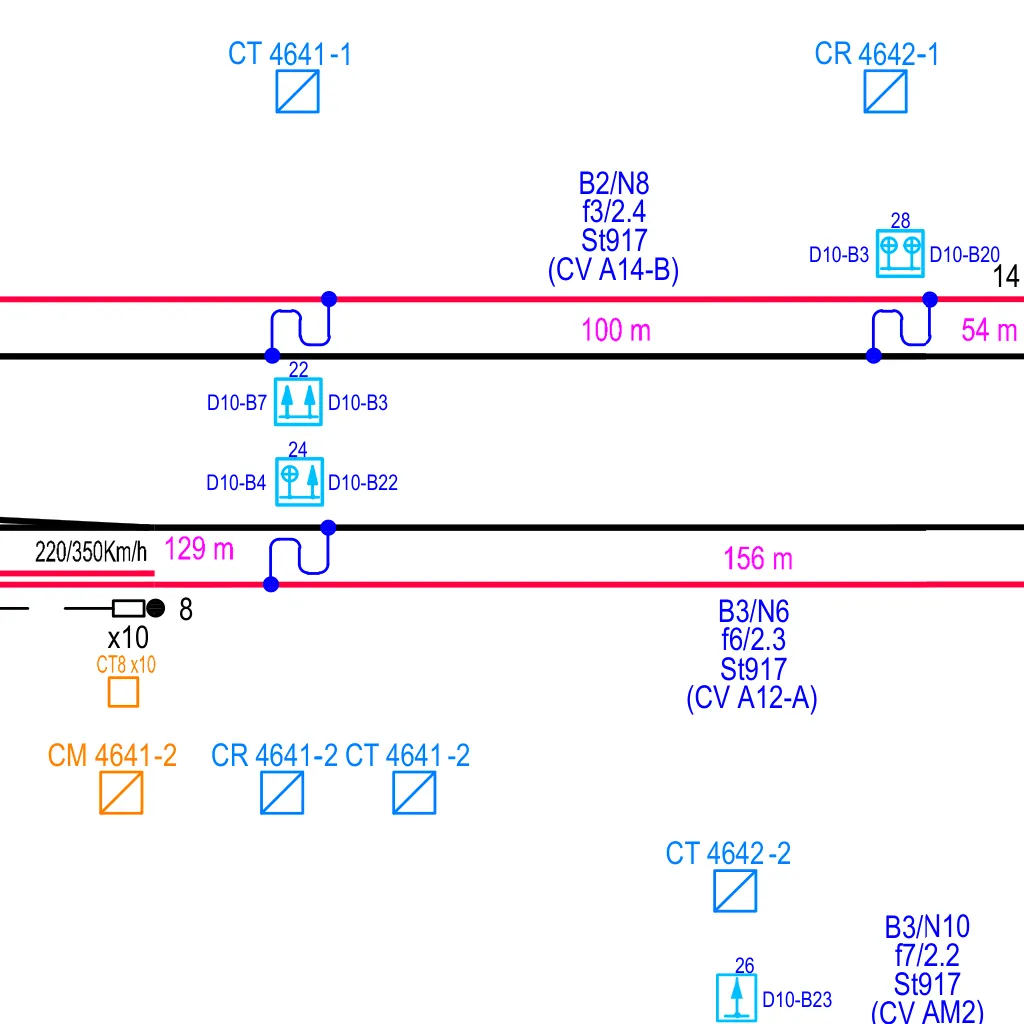 CT 4641-1
CR 4642-1
B2/N8
f3/2.4
St917
(CV A14-B)
28
D10-B3
D10-B20
14
100 m
54 m
22
D10-B7
D10-B3
24
D10-B4
D10-B22
220/350Km/h
129 m
156 m
8
x10
CT8 x10
B3/N6
f6/2.3
St917
(CV A12-A)
CM 4641-2
CR 4641-2
CT 4641-2
CT 4642-2
26
D10-B23
B3/N10
f7/2.2
St917
(CV AM2)